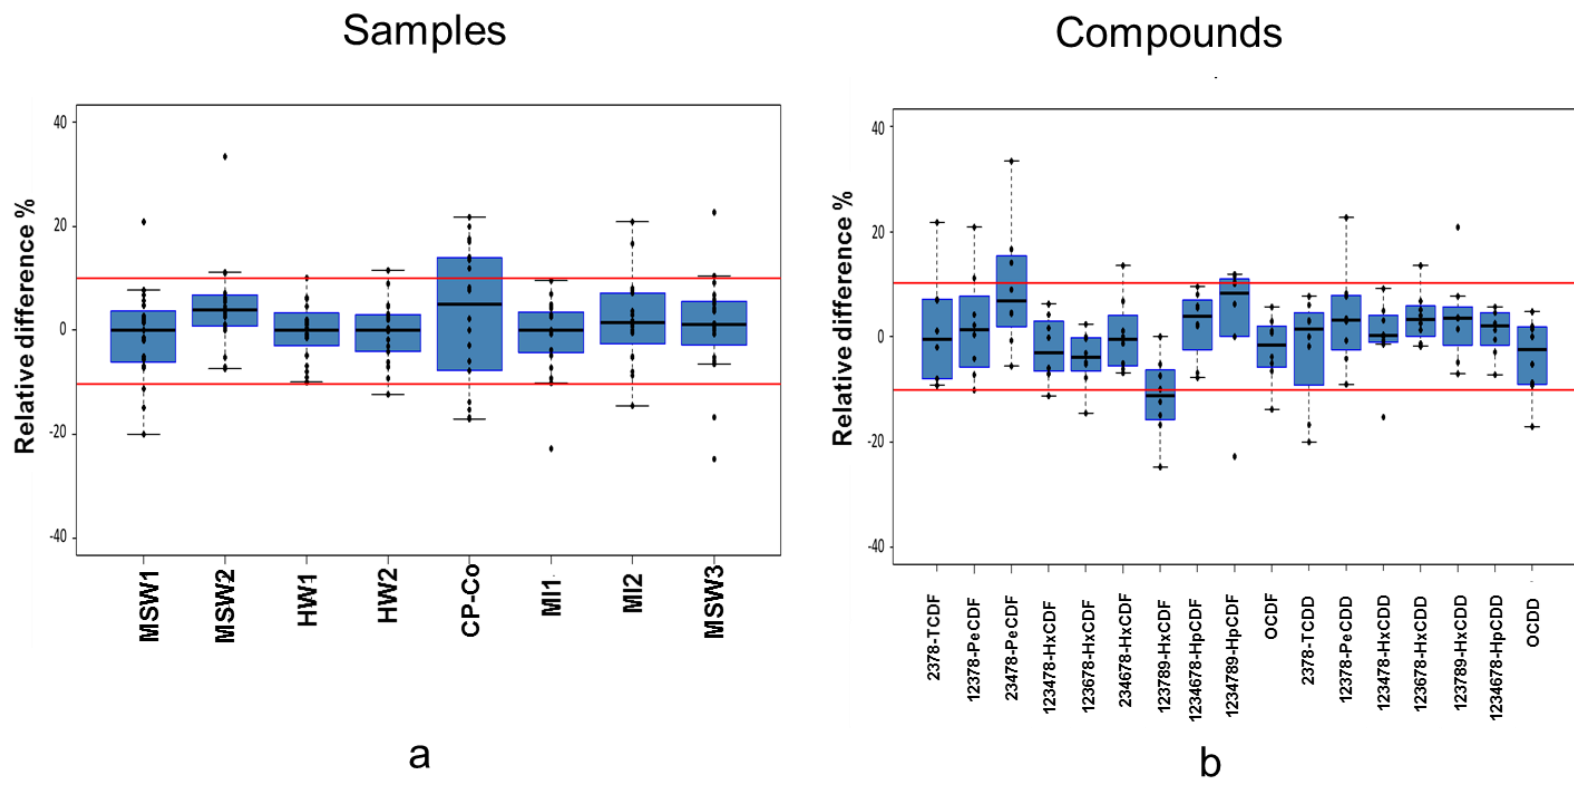 Samples
Relative difference %
40
20
0
-20
-40
MSW1
MSW2
HW1
HW2
CP-Co
MI1
MI2
MSW3
a
Compounds
Relative difference %
40
20
0
-20
-40
2378-TCDF
12378-PeCDF
23478-PeCDF
123478-HxCDF
123678-HxCDF
234678-HxCDF
123789-HxCDF
1234678-HpCDF
1234789-HpCDF
OCDF
2378-TCDD
12378-PeCDD
123478-HxCDD
123678-HxCDD
123789-HxCDD
1234678-HpCDD
OCDD
b